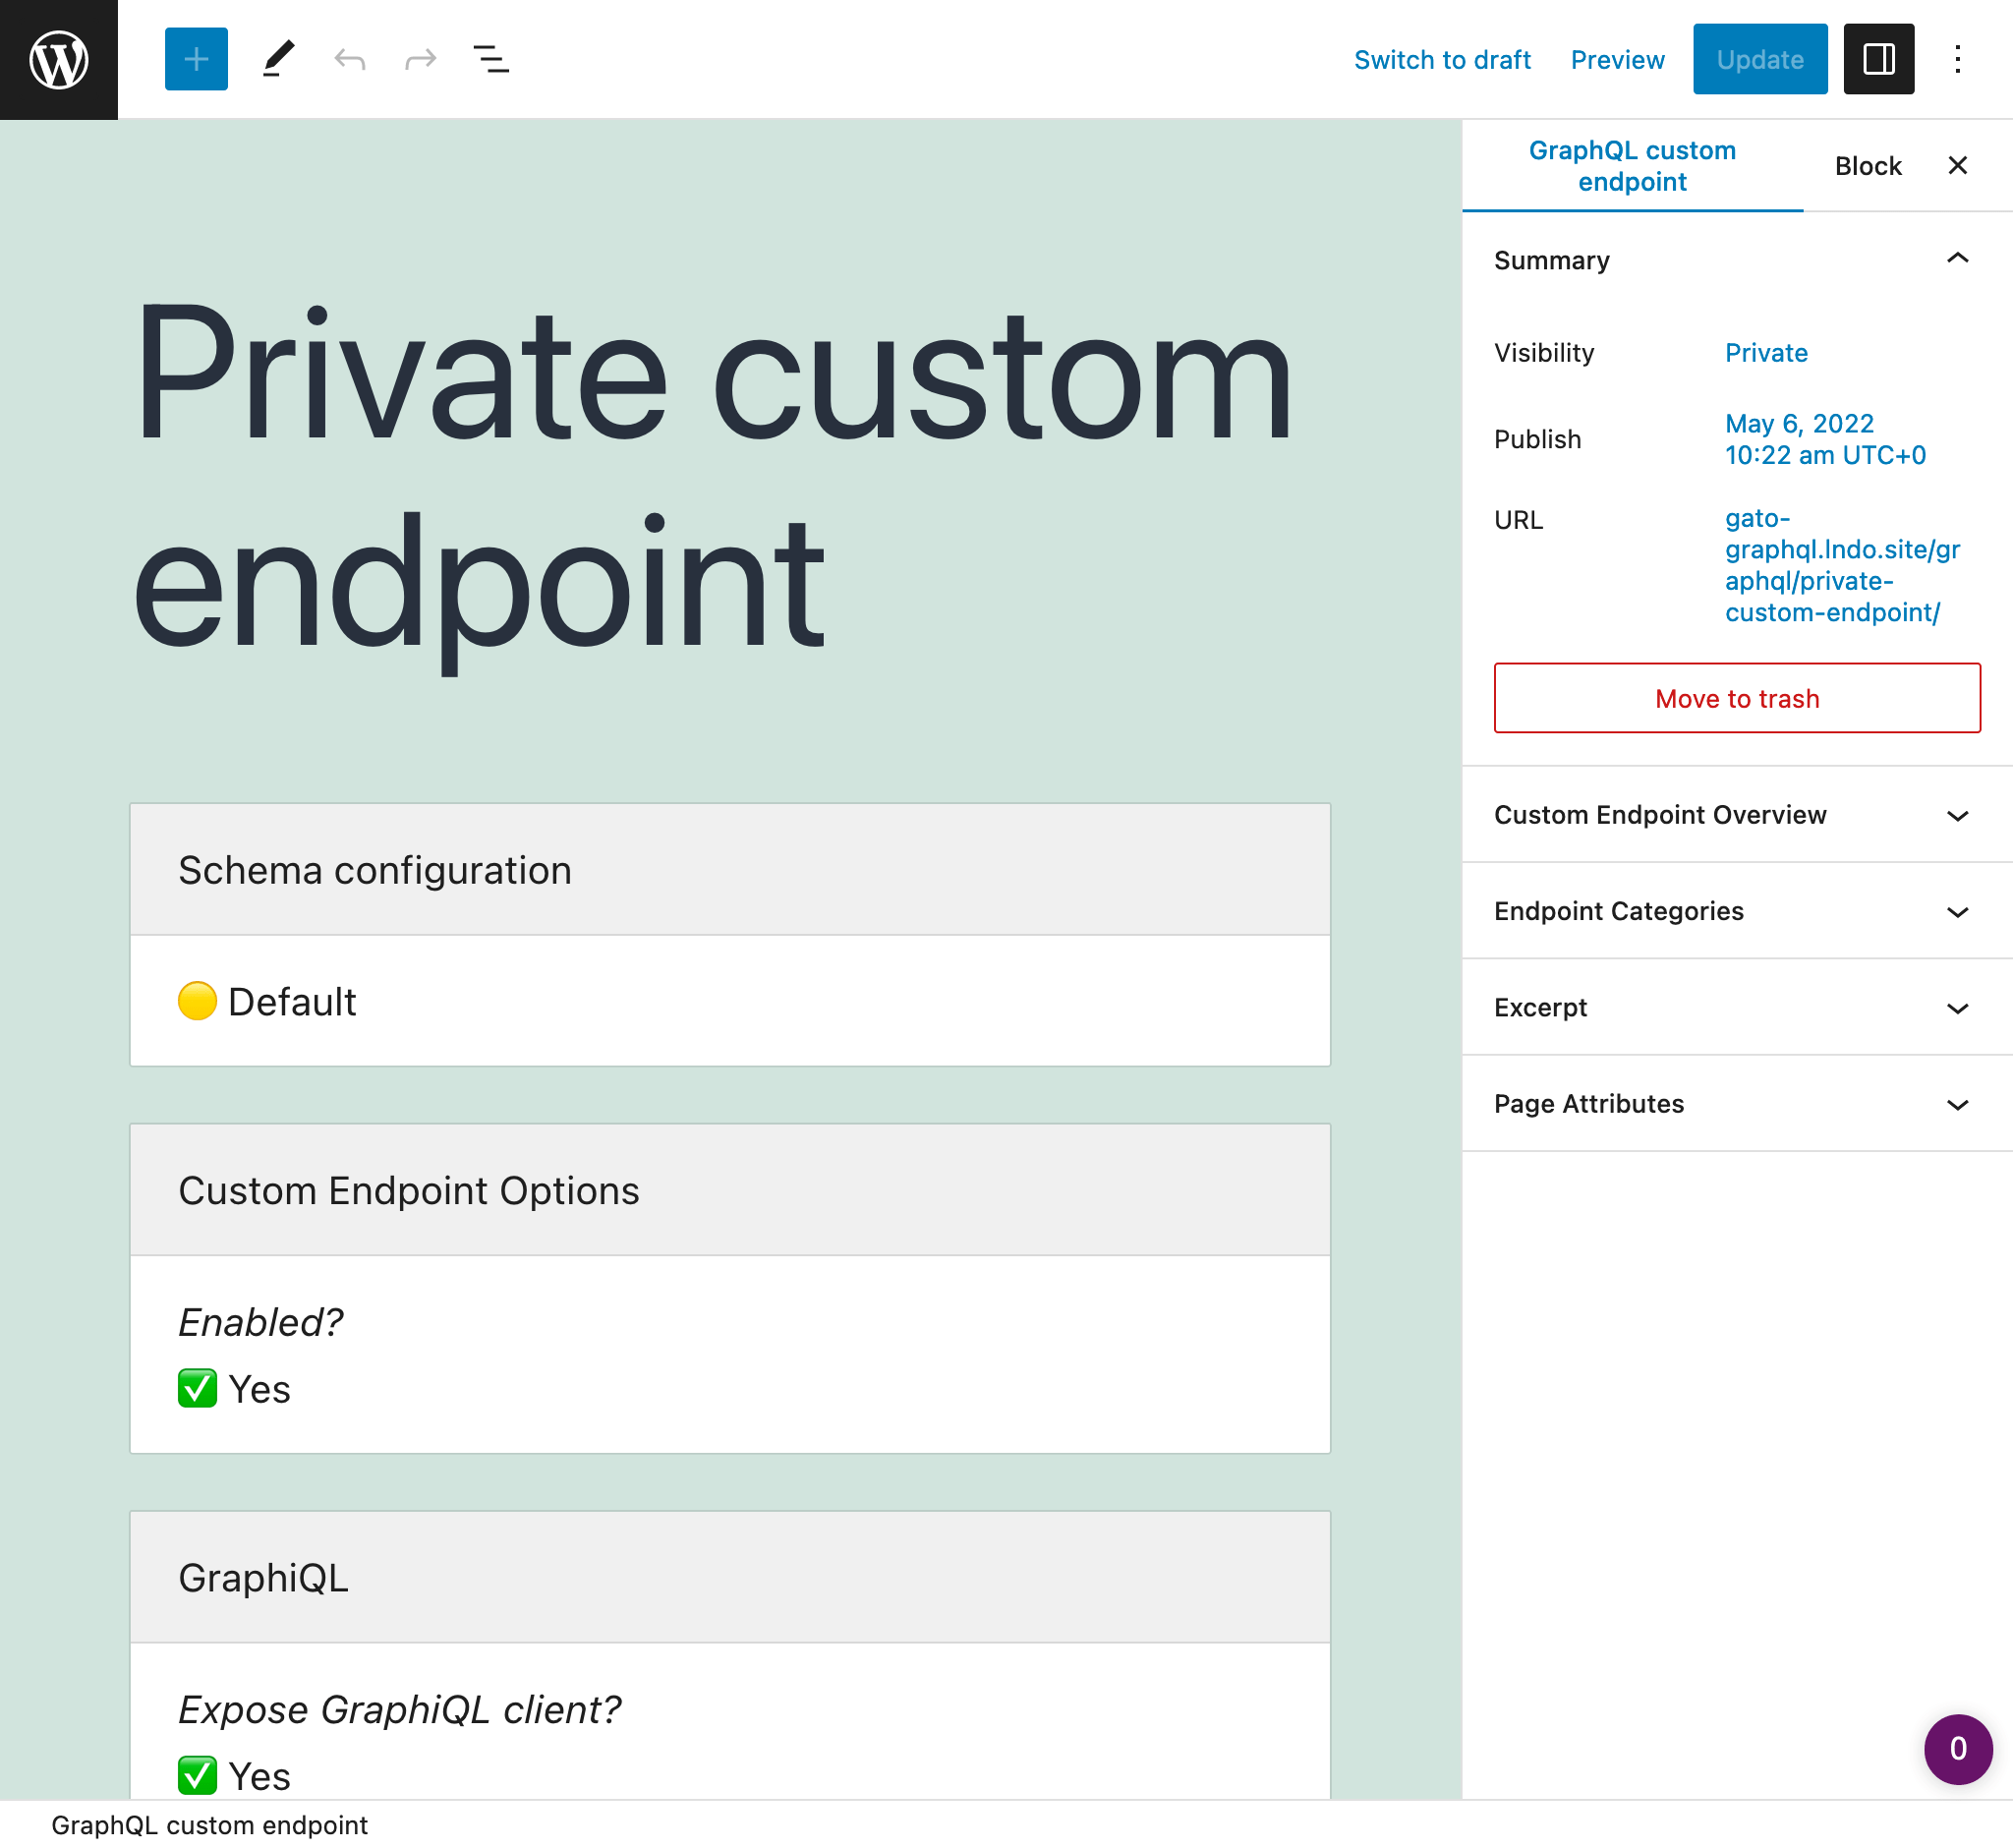 Switch to draft
Preview
Update
Private custom
endpoint
Schema configuration
Default
Custom Endpoint Options
Enabled?
Yes
GraphiQL
Expose GraphiQL client?
Yes
GraphQL custom
endpoint
Block
Summary
Visibility
Private
Publish
May 6, 2022
10:22 am UTC+0
URL
gato-
graphql.lndo.site/gr
aphql/private-
custom-endpoint/
Move to trash
Custom Endpoint Overview
Endpoint Categories
Excerpt
Page Attributes
0
GraphQL custom endpoint